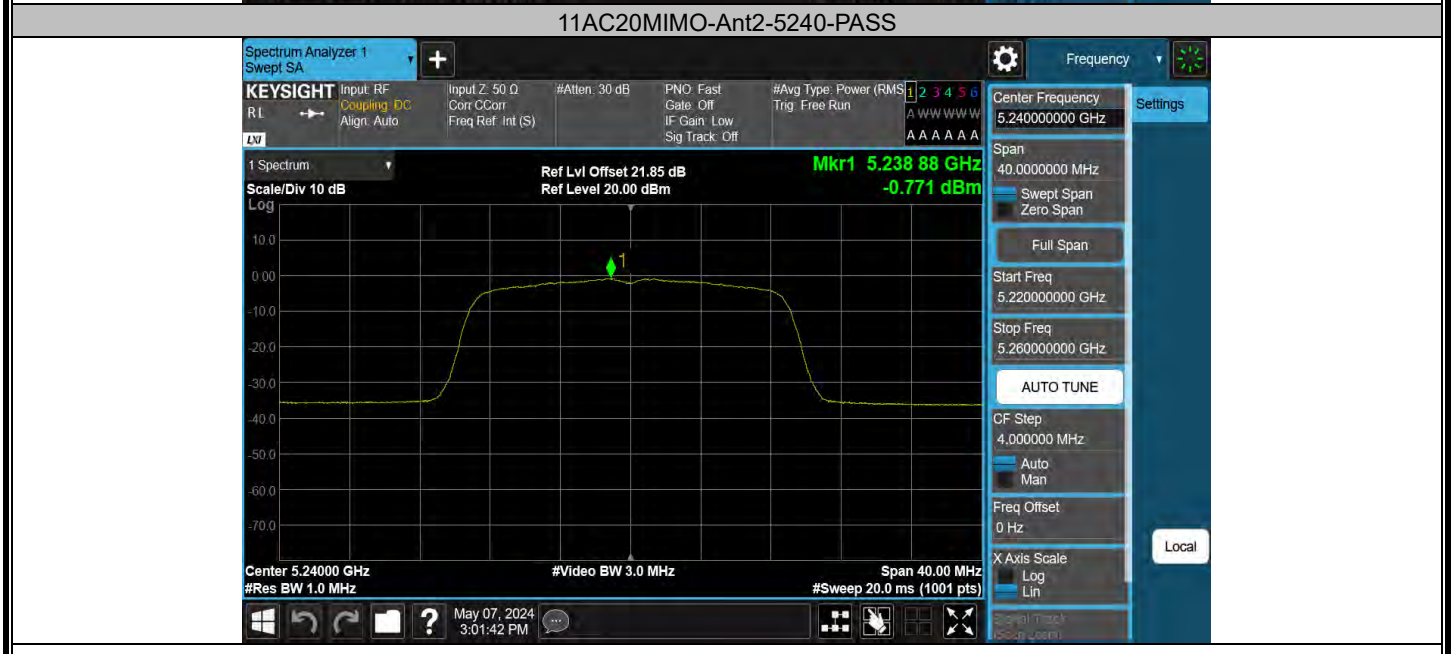 11AC20MIMO-Ant2-5240-PASS
Spectrum Analyzer 1
Swept SA
+
Frequency
KEYSIGHT
RL
LXI
Input: RF
Coupling: DC
Align: Auto
Input Z: 50 Ω
Corr CCorr
Freq Ref: Int (S)
#Atten: 30 dB
PNO: Fast
Gate: Off
IF Gain: Low
Sig Track: Off
#Avg Type: Power (RMS
Trig: Free Run
1 2 3 4 5 6
A W W W W W
A A A A A A
Center Frequency
5.240000000 GHz
Settings
1 Spectrum
Scale/Div 10 dB
Log
Ref Lvl Offset 21.85 dB
Ref Level 20.00 dBm
Mkr1 5.238 88 GHz
-0.771 dBm
Span
40.0000000 MHz
Swept Span
Zero Span
Full Span
Start Freq
5.220000000 GHz
Stop Freq
5.260000000 GHz
AUTO TUNE
CF Step
4.000000 MHz
Auto
Man
Freq Offset
0 Hz
X Axis Scale
Log
Lin
Signal Track
(Span Zoom)
Local
10.0
1
0.00
-10.0
-20.0
-30.0
-40.0
-50.0
-60.0
-70.0
Center 5.24000 GHz
#Video BW 3.0 MHz
Span 40.00 MHz
#Res BW 1.0 MHz
#Sweep 20.0 ms (1001 pts)
?
May 07, 2024
3:01:42 PM